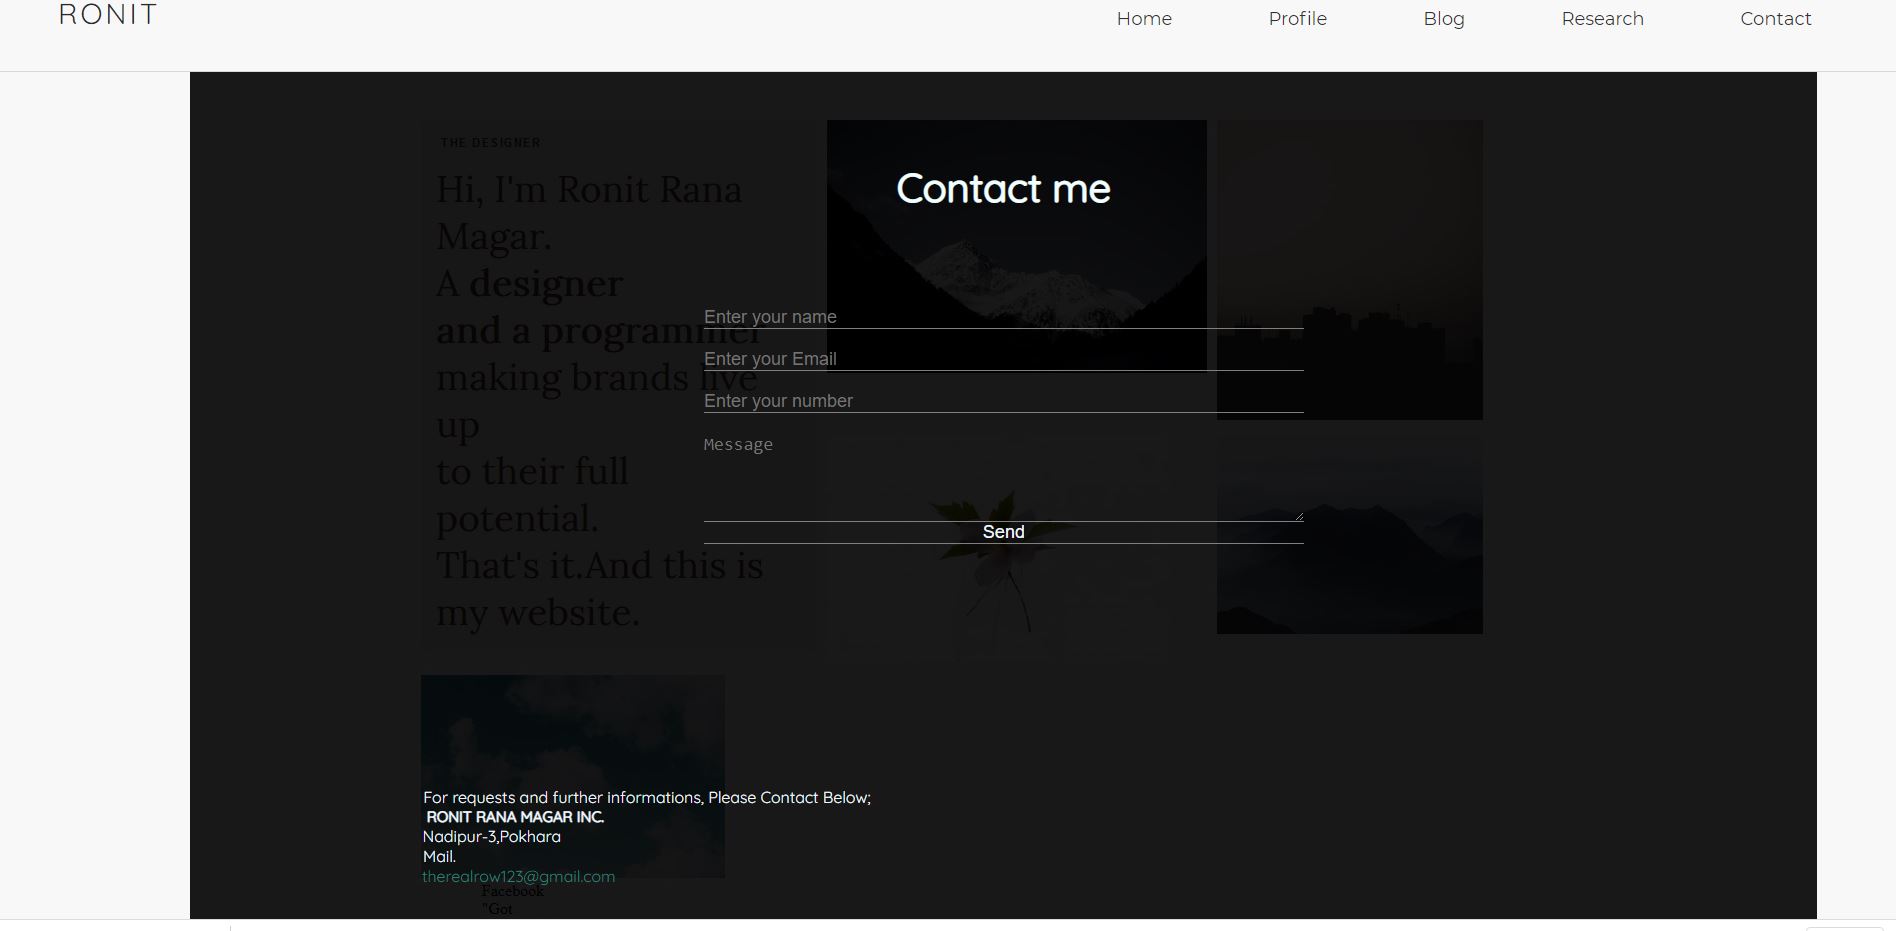 RONIT
Home Profile Blog Research Contact
THE DESIGNER
Hi, I'm Ronit Rana
Magar.
A designer
and a programmer
making brands live
up
to their full
potential.
That's it.And this is
my website.
Contact me
Enter your name
Enter your Email
Enter your number
Message
Send
For requests and further informations, Please Contact Below;
RONIT RANA MAGAR INC.
Nadipur-3,Pokhara
Mail.
therealrow123@gmail.com
Facebook
"Got